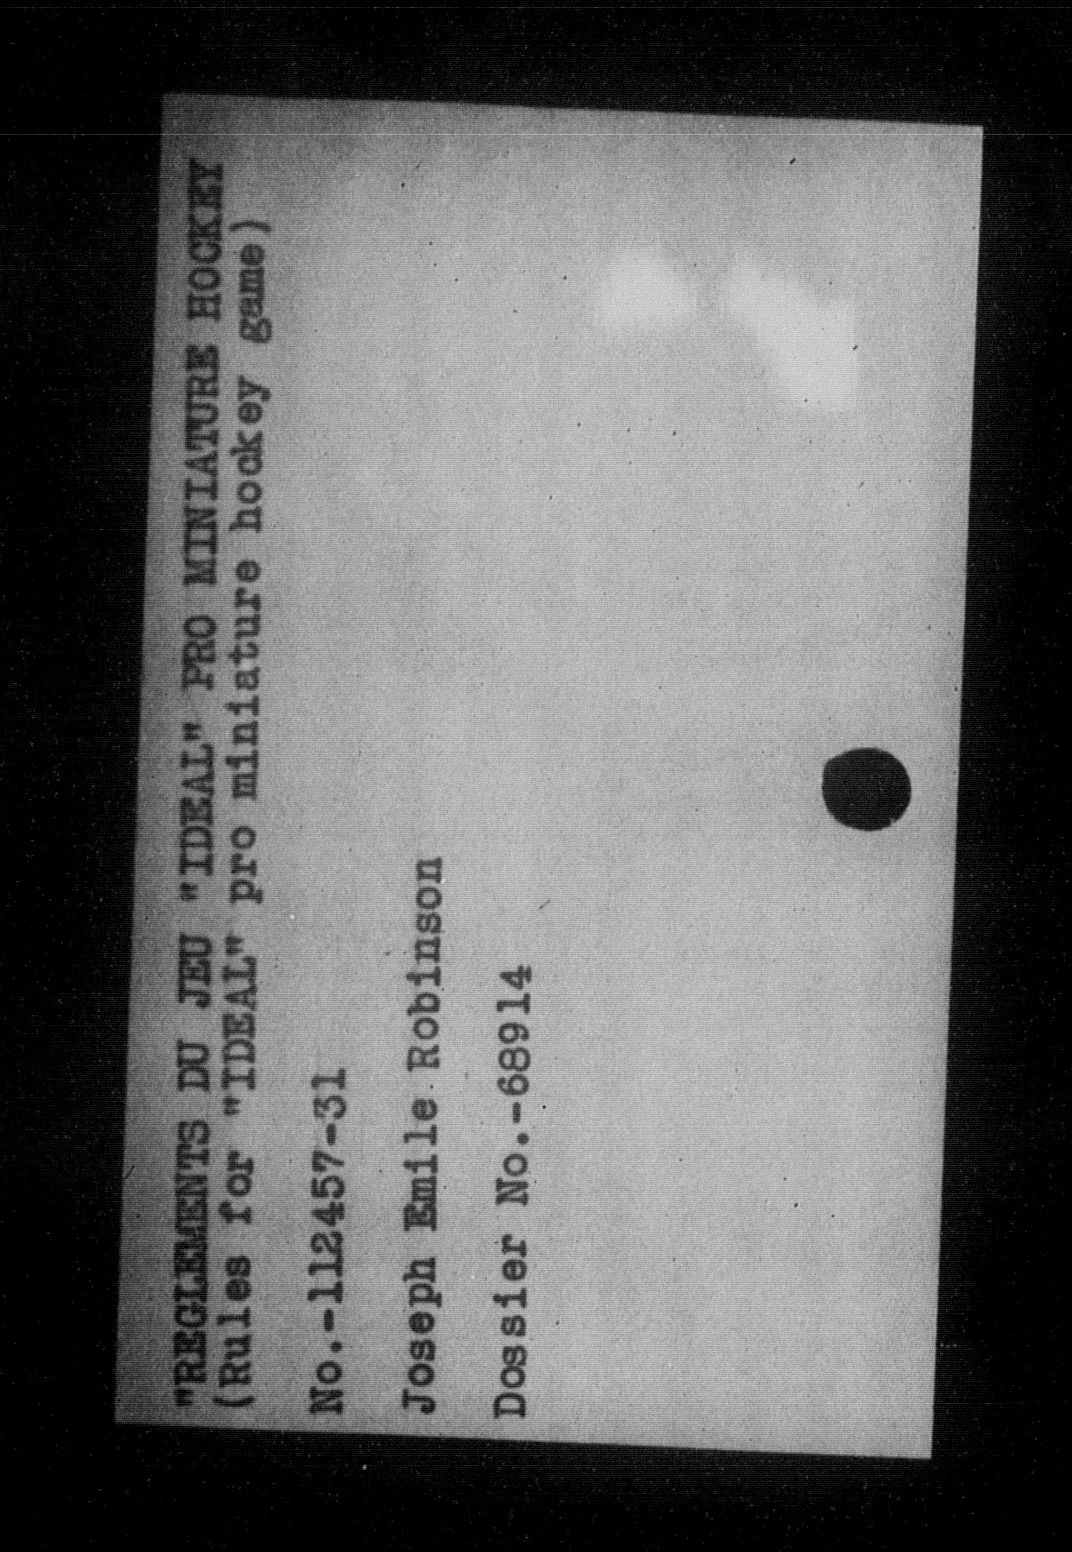 "REGLEMENTS DU JEU "IDEAL" PRO MINIATURE HOCKEY
(Rules for "IDEAL" pro miniature hockey game)
No.-112457-31
Joseph Emile Robinson
Dossier No.-68914